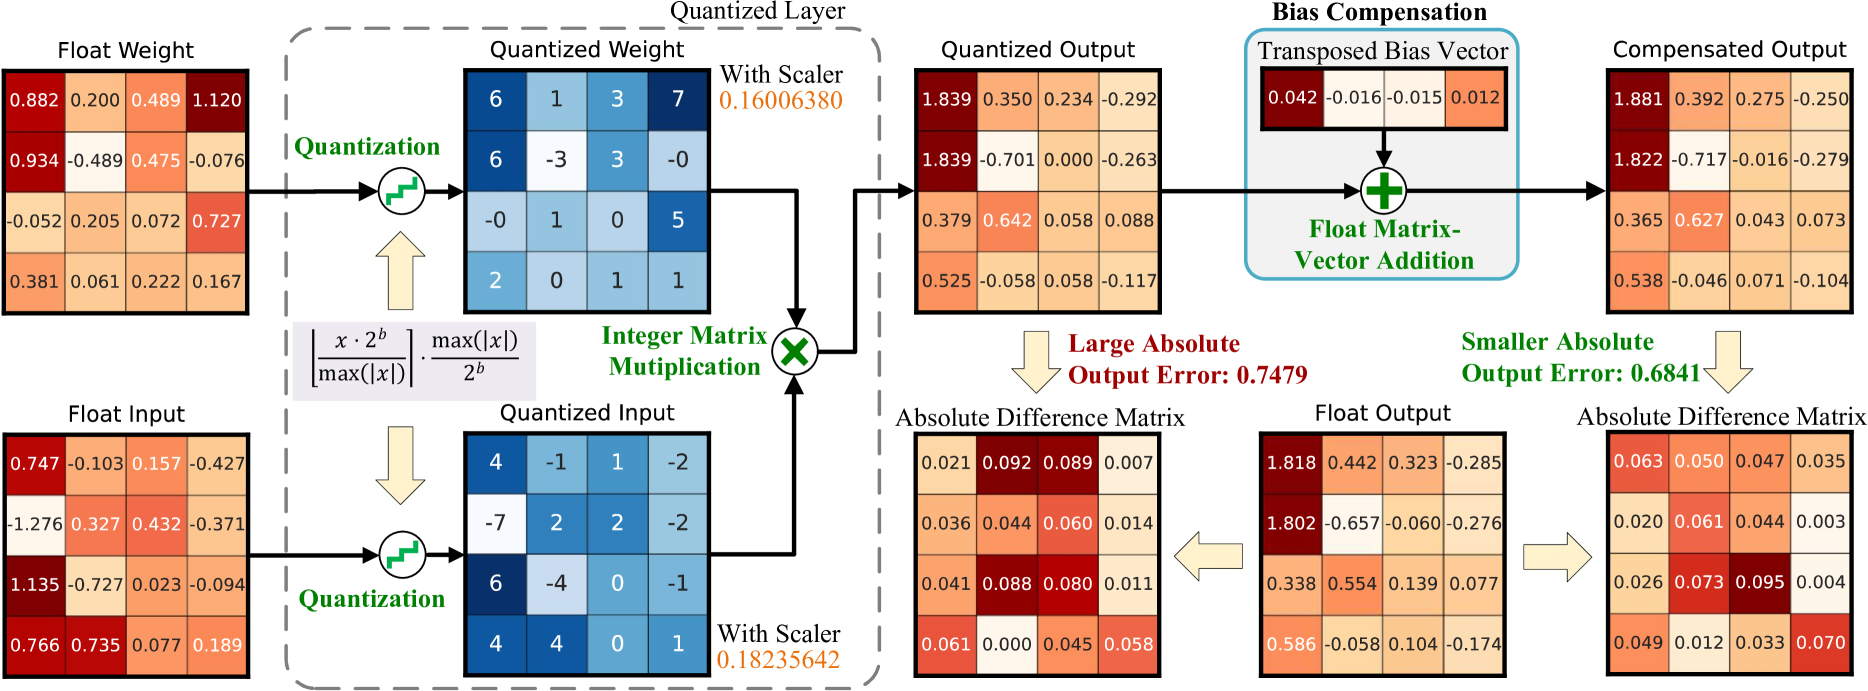 Quantized Layer
Bias Compensation
Float Weight
Quantized Weight
Quantized Output
Transposed Bias Vector
Compensated Output
0.882 0.200 0.489 1.120
0.934 -0.489 0.475 -0.076
-0.052 0.205 0.072 0.727
0.381 0.061 0.222 0.167
Quantization
6 1 3 7
6 -3 3 -0
-0 1 0 5
2 0 1 1
With Scaler
0.16006380
1.839 0.350 0.234 -0.292
1.839 -0.701 0.000 -0.263
0.379 0.642 0.058 0.088
0.525 -0.058 0.058 -0.117
0.042 -0.016 -0.015 0.012
Float Matrix-
Vector Addition
1.881 0.392 0.275 -0.250
1.822 -0.717 -0.016 -0.279
0.365 0.627 0.043 0.073
0.538 -0.046 0.071 -0.104
⌊x · 2^b / max(|x|)⌋ · max(|x|) / 2^b
Integer Matrix
Mutiplication
Large Absolute
Output Error: 0.7479
Smaller Absolute
Output Error: 0.6841
Float Input
Quantized Input
Absolute Difference Matrix
Float Output
Absolute Difference Matrix
0.747 -0.103 0.157 -0.427
-1.276 0.327 0.432 -0.371
1.135 -0.727 0.023 -0.094
0.766 0.735 0.077 0.189
Quantization
4 -1 1 -2
-7 2 2 -2
6 -4 0 -1
4 4 0 1
With Scaler
0.18235642
0.021 0.092 0.089 0.007
0.036 0.044 0.060 0.014
0.041 0.088 0.080 0.011
0.061 0.000 0.045 0.058
1.818 0.442 0.323 -0.285
1.802 -0.657 -0.060 -0.276
0.338 0.554 0.139 0.077
0.586 -0.058 0.104 -0.174
0.063 0.050 0.047 0.035
0.020 0.061 0.044 0.003
0.026 0.073 0.095 0.004
0.049 0.012 0.033 0.070